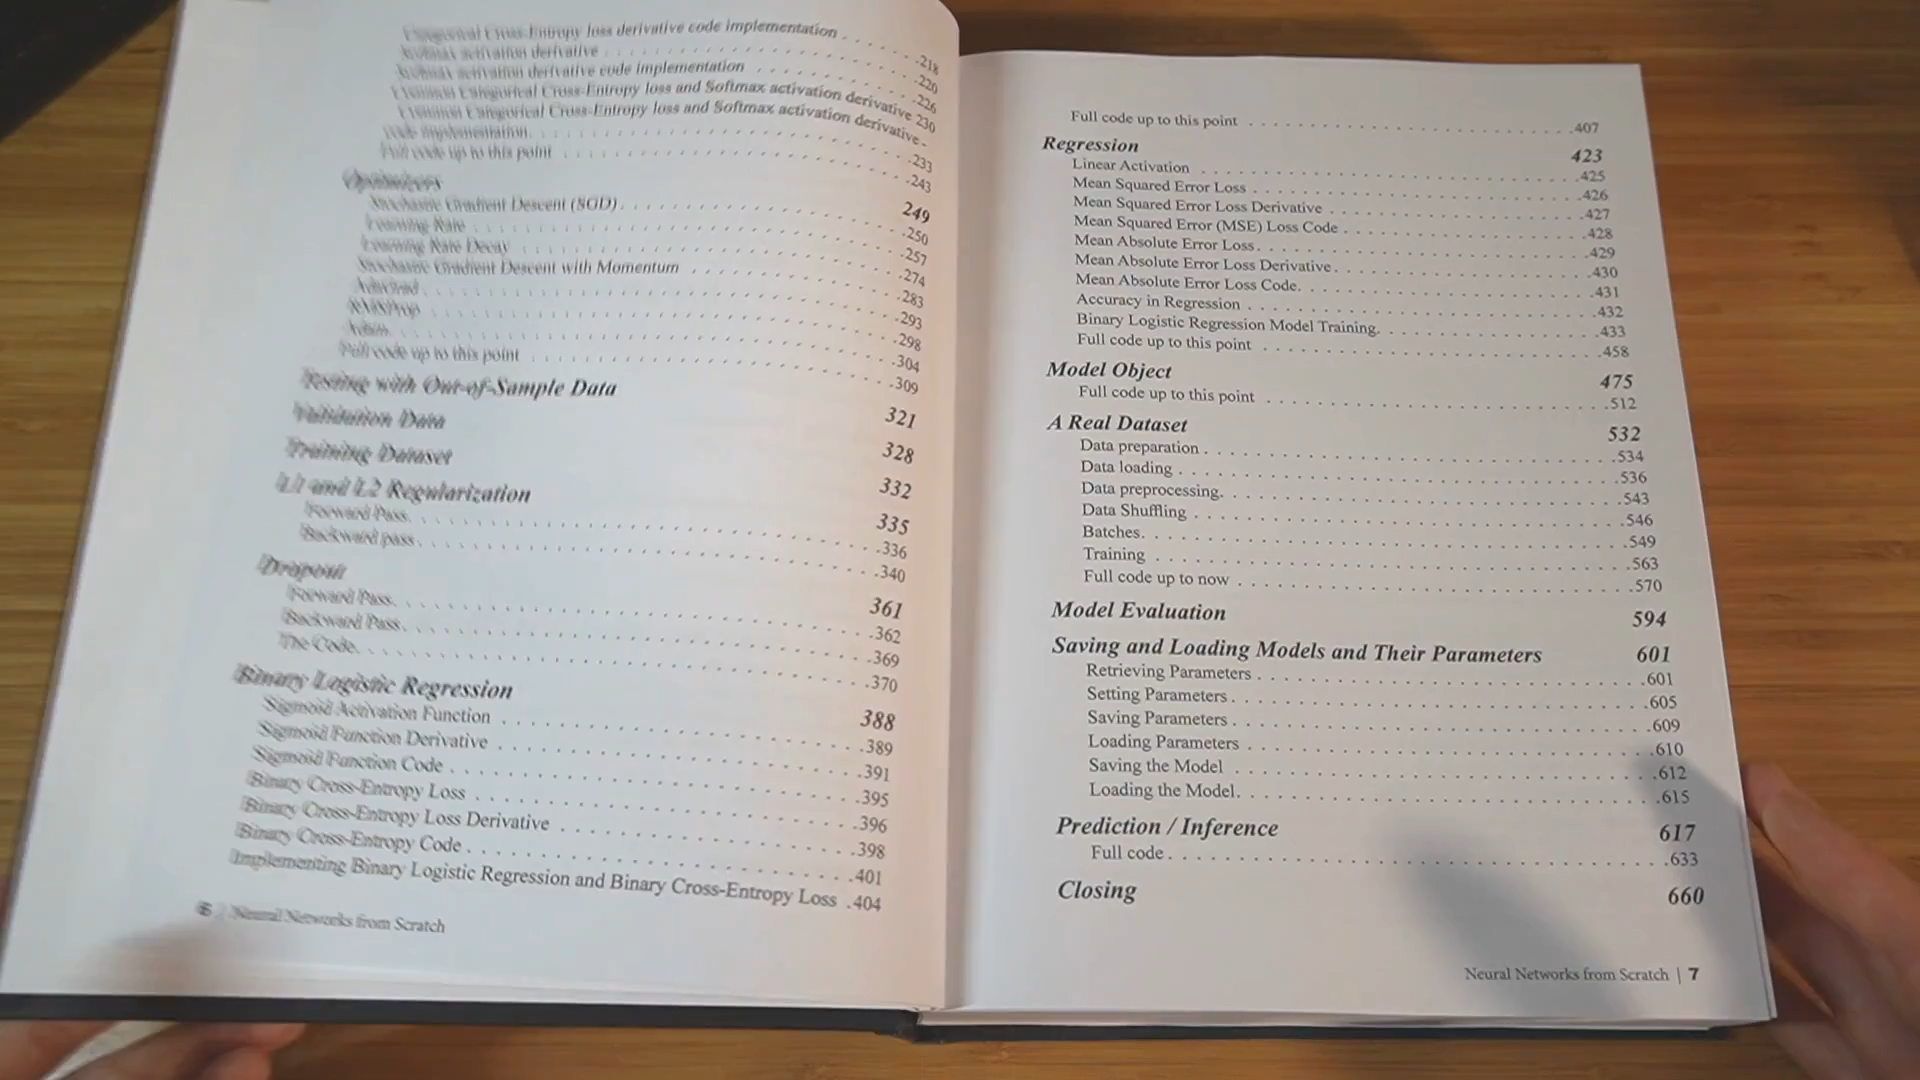 Categorical Cross-Entropy loss derivative code implementation . . . . . . . 218
Softmax activation derivative . . . . . . . 220
Softmax activation derivative code implementation . . . . . . . 226
Common Categorical Cross-Entropy loss and Softmax activation derivative 230
Common Categorical Cross-Entropy loss and Softmax activation derivative -
code implementation. . . . . . . 233
Full code up to this point . . . . . . . 243
Optimizers 249
Stochastic Gradient Descent (SGD). . . . . . . 250
Learning Rate . . . . . . . 257
Learning Rate Decay . . . . . . . 274
Stochastic Gradient Descent with Momentum . . . . . . . 283
AdaGrad . . . . . . . 293
RMSProp . . . . . . . 298
Adam . . . . . . . 304
Full code up to this point . . . . . . . 309
Testing with Out-of-Sample Data 321
Validation Data 328
Training Dataset 332
L1 and L2 Regularization 335
Forward Pass. . . . . . . 336
Backward pass . . . . . . . 340
Dropout 361
Forward Pass. . . . . . . 362
Backward Pass. . . . . . . 369
The Code. . . . . . . 370
Binary Logistic Regression 388
Sigmoid Activation Function . . . . . . . 389
Sigmoid Function Derivative . . . . . . . 391
Sigmoid Function Code . . . . . . . 395
Binary Cross-Entropy Loss . . . . . . . 396
Binary Cross-Entropy Loss Derivative . . . . . . . 398
Binary Cross-Entropy Code . . . . . . . 401
Implementing Binary Logistic Regression and Binary Cross-Entropy Loss . 404
6 | Neural Networks from Scratch
Full code up to this point . . . . . . . 407
Regression 423
Linear Activation . . . . . . . 425
Mean Squared Error Loss . . . . . . . 426
Mean Squared Error Loss Derivative . . . . . . . 427
Mean Squared Error (MSE) Loss Code . . . . . . . 428
Mean Absolute Error Loss. . . . . . . 429
Mean Absolute Error Loss Derivative. . . . . . . 430
Mean Absolute Error Loss Code. . . . . . . 431
Accuracy in Regression . . . . . . . 432
Binary Logistic Regression Model Training. . . . . . . 433
Full code up to this point . . . . . . . 458
Model Object 475
Full code up to this point . . . . . . . 512
A Real Dataset 532
Data preparation . . . . . . . 534
Data loading . . . . . . . 536
Data preprocessing. . . . . . . 543
Data Shuffling . . . . . . . 546
Batches. . . . . . . 549
Training . . . . . . . 563
Full code up to now . . . . . . . 570
Model Evaluation 594
Saving and Loading Models and Their Parameters 601
Retrieving Parameters . . . . . . . 601
Setting Parameters . . . . . . . 605
Saving Parameters . . . . . . . 609
Loading Parameters . . . . . . . 610
Saving the Model . . . . . . . 612
Loading the Model. . . . . . . 615
Prediction / Inference 617
Full code. . . . . . . 633
Closing 660
Neural Networks from Scratch | 7